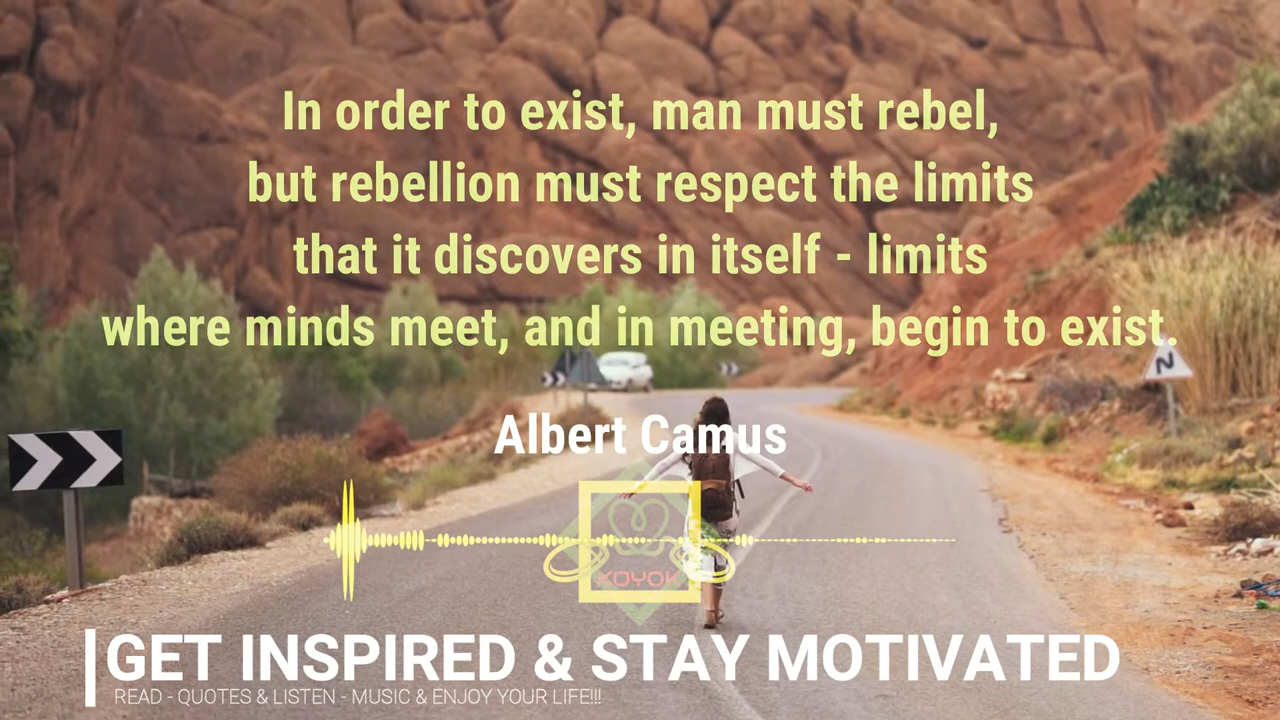 In order to exist, man must rebel,
but rebellion must respect the limits
that it discovers in itself - limits
where minds meet, and in meeting, begin to exist.
Albert Camus
KOYOK
GET INSPIRED & STAY MOTIVATED
READ - QUOTES & LISTEN - MUSIC & ENJOY YOUR LIFE!!!